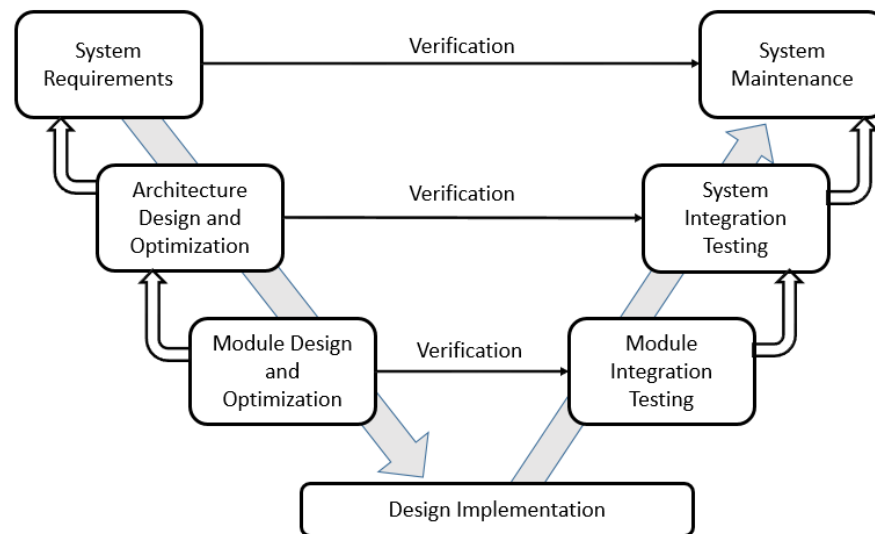 System
Requirements
Verification
System
Maintenance
Architecture
Design and
Optimization
Verification
System
Integration
Testing
Module Design
and
Optimization
Verification
Module
Integration
Testing
Design Implementation